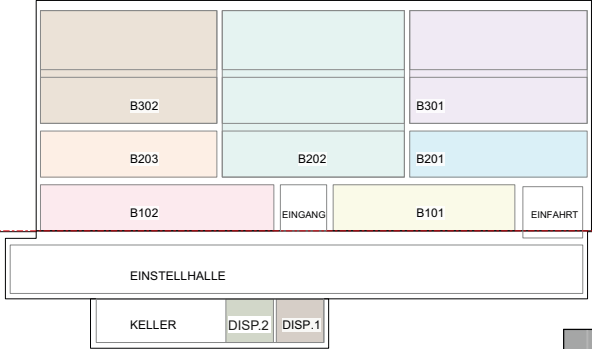 B302 B301
B203 B202 B201
B102 EINGANG B101 EINFAHRT
EINSTELLHALLE
KELLER DISP.2 DISP.1